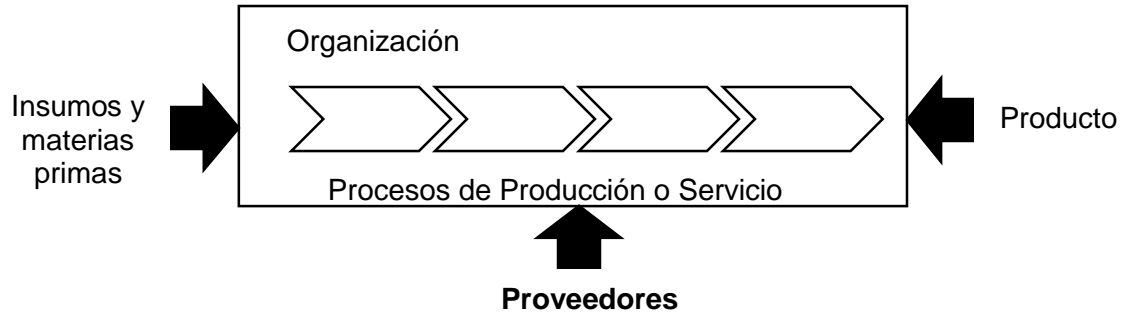 Organización
Insumos y
materias
primas
Producto
Procesos de Producción o Servicio
Proveedores